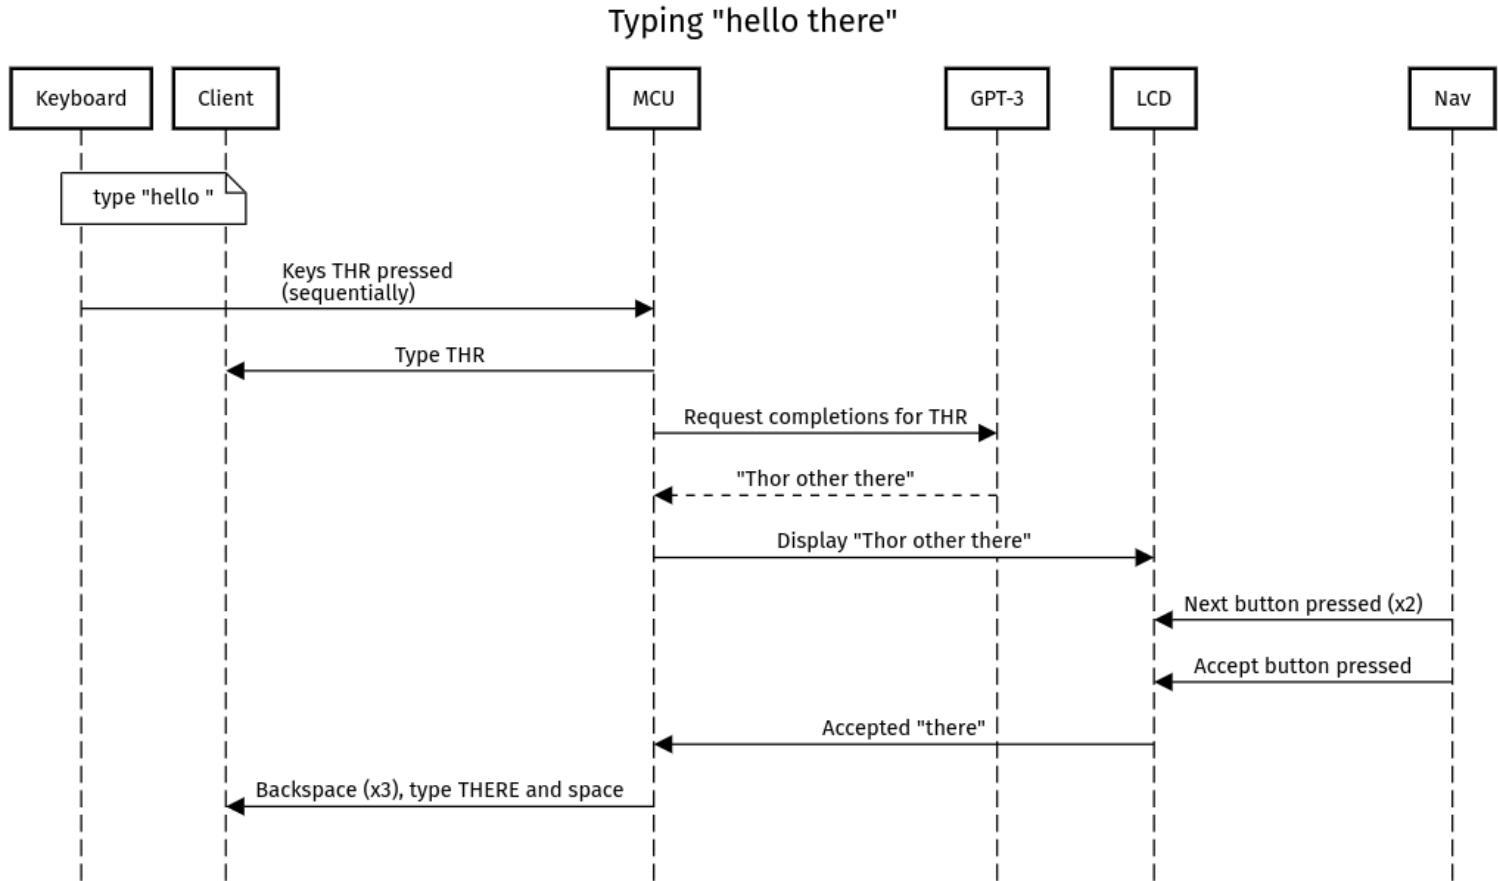 Typing "hello there"
Keyboard
Client
MCU
GPT-3
LCD
Nav
type "hello "
Keys THR pressed
(sequentially)
Type THR
Request completions for THR
"Thor other there"
Display "Thor other there"
Next button pressed (x2)
Accept button pressed
Accepted "there"
Backspace (x3), type THERE and space